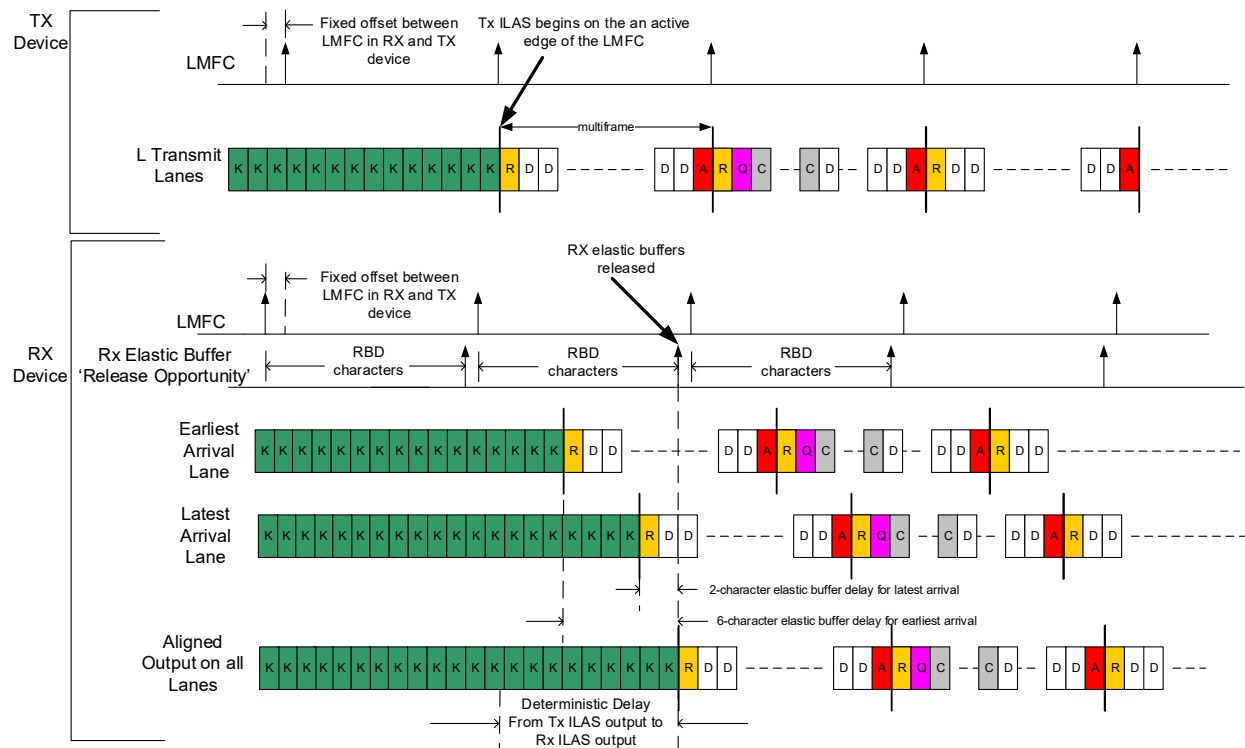 TX
Device
Fixed offset between
LMFC in RX and TX
device
Tx ILAS begins on the an active
edge of the LMFC
LMFC
multiframe
L Transmit
Lanes
K K K K K K K K K K K K K K R D D D D A R Q C C D D D A R D D D D A
RX
Device
RX elastic buffers
released
Fixed offset between
LMFC in RX and TX
device
LMFC
Rx Elastic Buffer
'Release Opportunity'
RBD
characters
RBD
characters
RBD
characters
Earliest
Arrival
Lane
K K K K K K K K K K K K K K K K R D D D D A R Q C C D D D A R D D
Latest
Arrival
Lane
K K K K K K K K K K K K K K K K K K K K R D D D D A R Q C C D D D A R D D
2-character elastic buffer delay for latest arrival
6-character elastic buffer delay for earliest arrival
Aligned
Output on all
Lanes
K K K K K K K K K K K K K K K K K K K K K K R D D D D A R Q C C D D D A R D D
Deterministic Delay
From Tx ILAS output to
Rx ILAS output